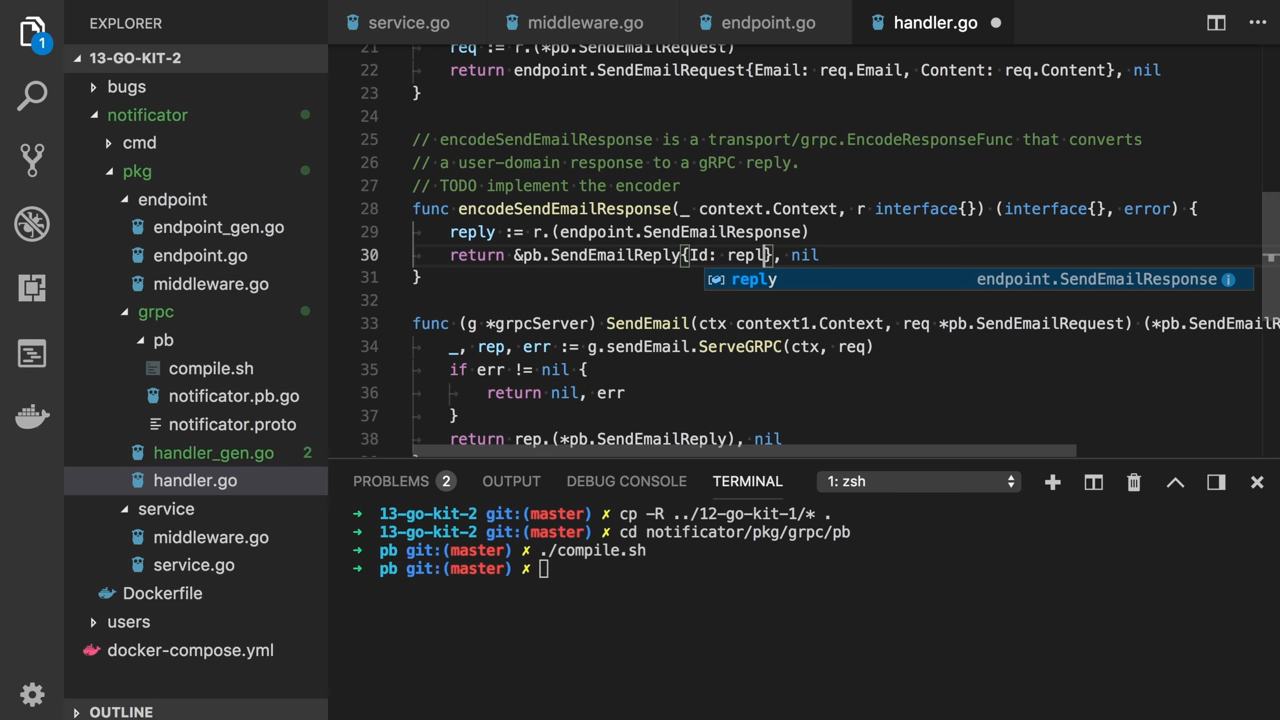 EXPLORER
service.go
middleware.go
endpoint.go
handler.go
1
13-GO-KIT-2
bugs
notificator
cmd
pkg
endpoint
endpoint_gen.go
endpoint.go
middleware.go
grpc
pb
compile.sh
notificator.pb.go
notificator.proto
handler_gen.go 2
handler.go
service
middleware.go
service.go
Dockerfile
users
docker-compose.yml
OUTLINE
21 req := r.(*pb.SendEmailRequest)
22 return endpoint.SendEmailRequest{Email: req.Email, Content: req.Content}, nil
23 }
24
25 // encodeSendEmailResponse is a transport/grpc.EncodeResponseFunc that converts
26 // a user-domain response to a gRPC reply.
27 // TODO implement the encoder
28 func encodeSendEmailResponse(_ context.Context, r interface{}) (interface{}, error) {
29 reply := r.(endpoint.SendEmailResponse)
30 return &pb.SendEmailReply{Id: repl}, nil
reply endpoint.SendEmailResponse
31 }
32
33 func (g *grpcServer) SendEmail(ctx context1.Context, req *pb.SendEmailRequest) (*pb.SendEmailR
34 _, rep, err := g.sendEmail.ServeGRPC(ctx, req)
35 if err != nil {
36 return nil, err
37 }
38 return rep.(*pb.SendEmailReply), nil
PROBLEMS 2 OUTPUT DEBUG CONSOLE TERMINAL 1: zsh
➜ 13-go-kit-2 git:(master) ✗ cp -R ../12-go-kit-1/* .
➜ 13-go-kit-2 git:(master) ✗ cd notificator/pkg/grpc/pb
➜ pb git:(master) ✗ ./compile.sh
➜ pb git:(master) ✗